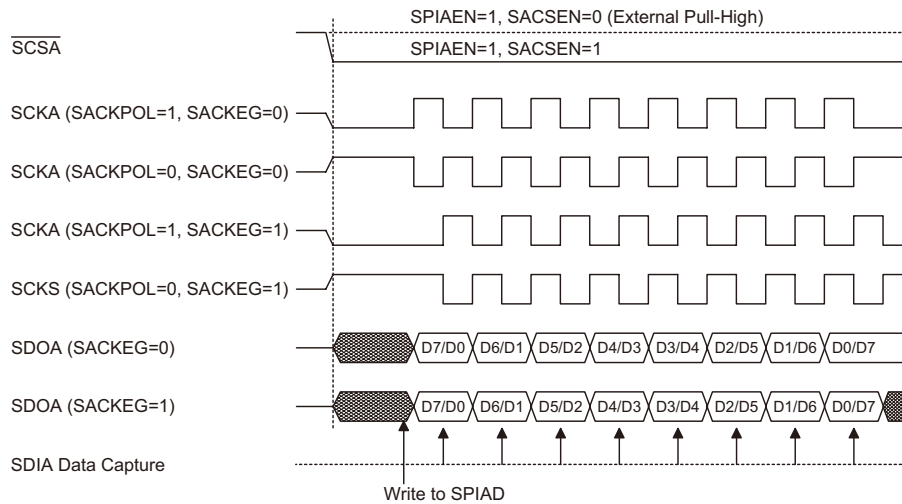 SPIAEN=1, SACSEN=0 (External Pull-High)
SCSA
SPIAEN=1, SACSEN=1
SCKA (SACKPOL=1, SACKEG=0)
SCKA (SACKPOL=0, SACKEG=0)
SCKA (SACKPOL=1, SACKEG=1)
SCKS (SACKPOL=0, SACKEG=1)
SDOA (SACKEG=0) D7/D0 D6/D1 D5/D2 D4/D3 D3/D4 D2/D5 D1/D6 D0/D7
SDOA (SACKEG=1) D7/D0 D6/D1 D5/D2 D4/D3 D3/D4 D2/D5 D1/D6 D0/D7
SDIA Data Capture
Write to SPIAD